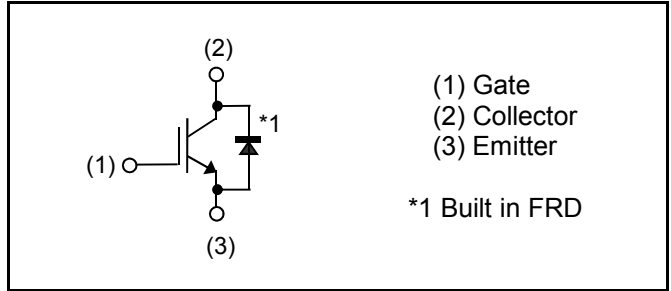 (2)
*1
(1)
(3)
(1) Gate
(2) Collector
(3) Emitter
*1 Built in FRD